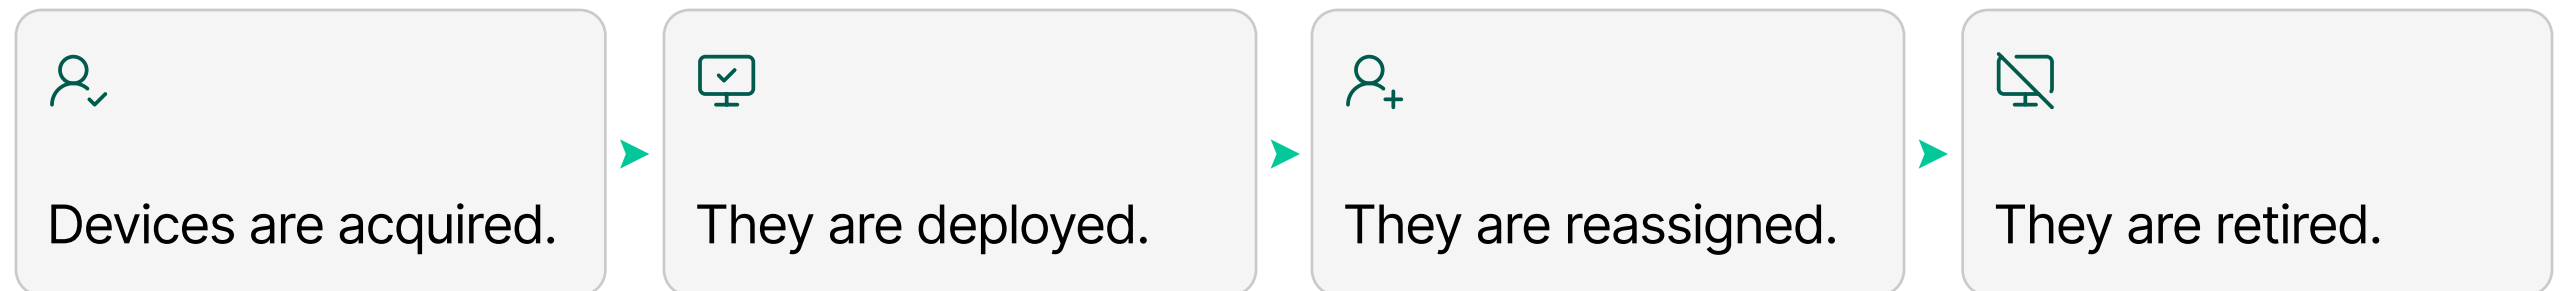 Devices are acquired.
They are deployed.
They are reassigned.
They are retired.